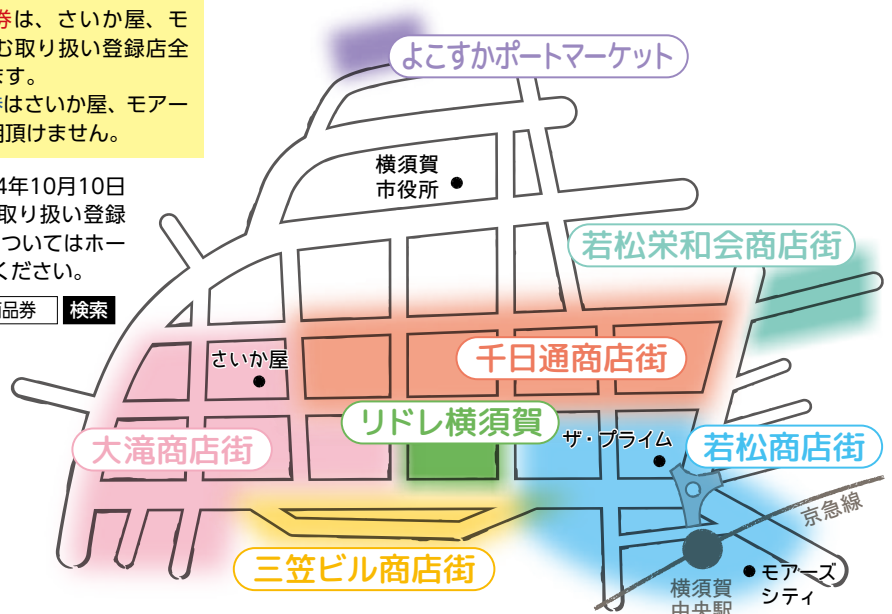 券は、さいか屋、モ
む取り扱い登録店全
ます。
はさいか屋、モアー
頂けません。
4年10月10日
取り扱い登録
ついてはホー
ください。
品券 検索
よこすかポートマーケット
横須賀
市役所
若松栄和会商店街
さいか屋
千日通商店街
リドレ横須賀
ザ・プライム
大滝商店街
若松商店街
京急線
三笠ビル商店街
モアーズ
シティ
横須賀
中央駅